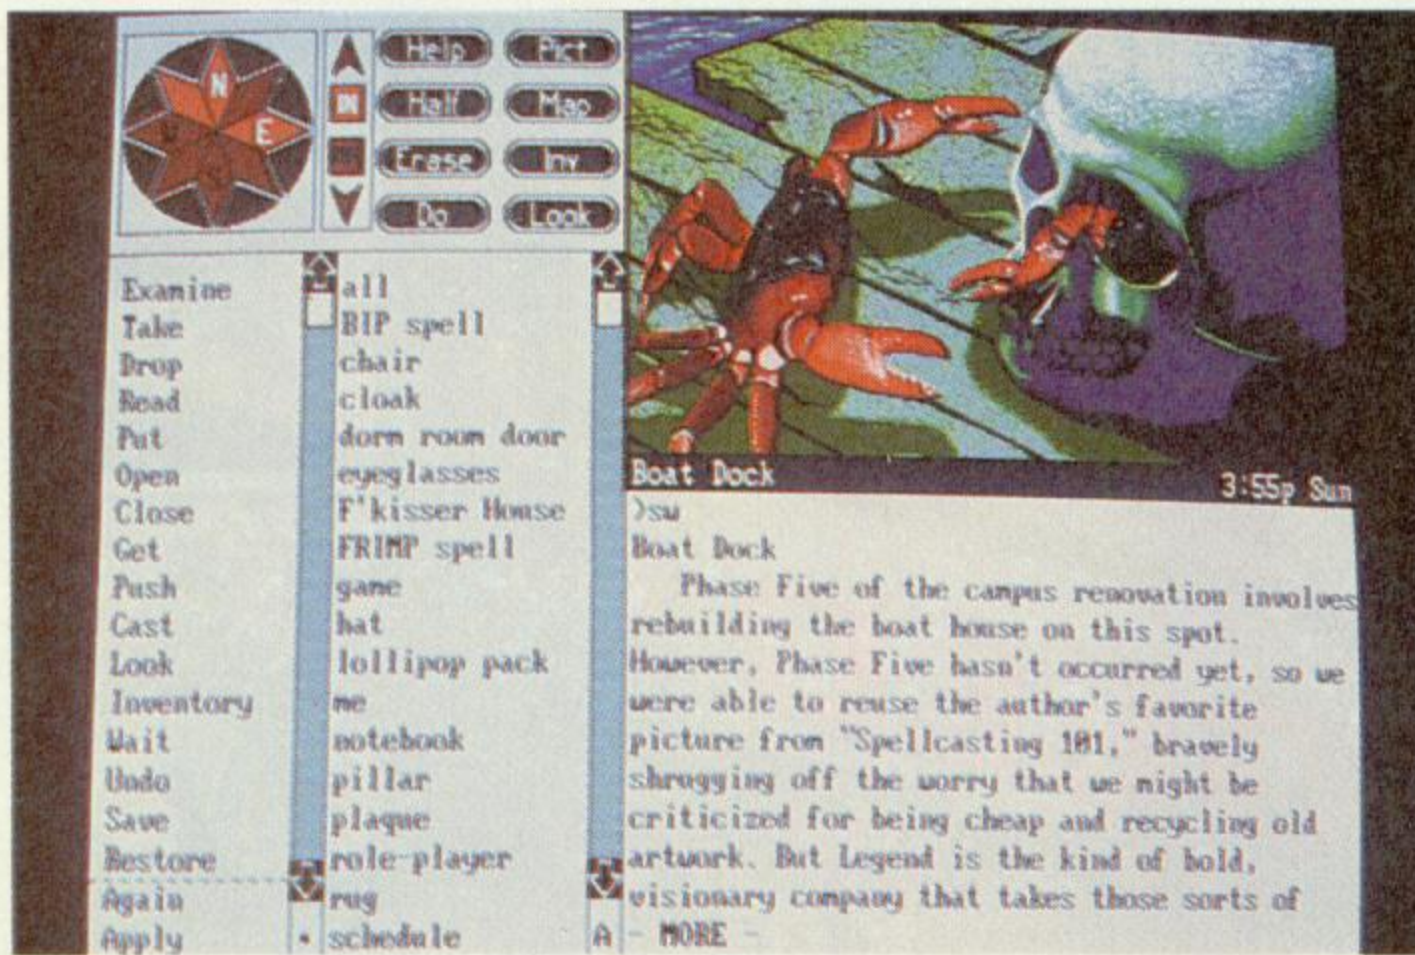 N
E
IN
Help
Pict
Half
Map
Erase
Inv
Do
Look
Examine
Take
Drop
Read
Put
Open
Close
Get
Push
Cast
Look
Inventory
Wait
Undo
Save
Restore
Again
Apply
all
BIP spell
chair
cloak
dorm room door
eyeglasses
F'kisser House
FRIMP spell
game
hat
lollipop pack
me
notebook
pillar
plaque
role-player
rug
schedule
A
Boat Dock
3:55p Sun
>sw
Boat Dock
Phase Five of the campus renovation involves
rebuilding the boat house on this spot.
However, Phase Five hasn't occurred yet, so we
were able to reuse the author's favorite
picture from "Spellcasting 101," bravely
shrugging off the worry that we might be
criticized for being cheap and recycling old
artwork. But Legend is the kind of bold,
visionary company that takes those sorts of
- MORE -